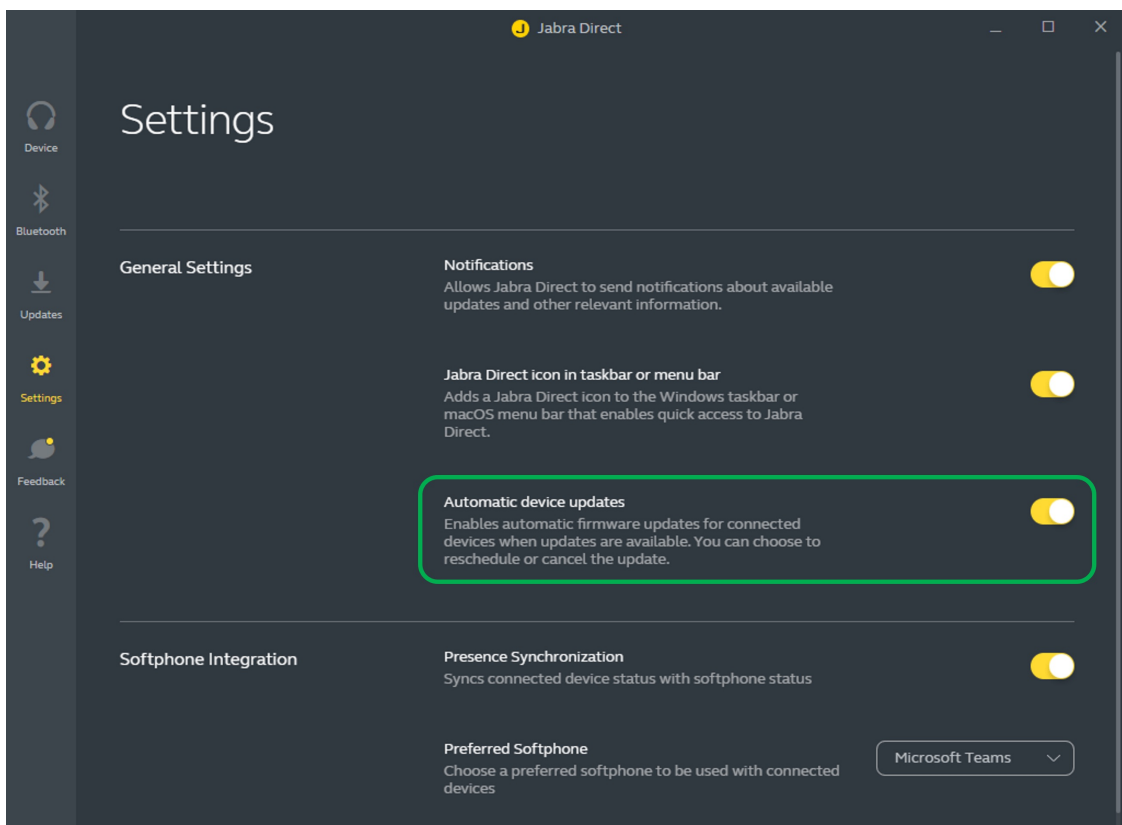 Jabra Direct
Device
Bluetooth
Updates
Settings
Feedback
Help
Settings
General Settings
Notifications
Allows Jabra Direct to send notifications about available
updates and other relevant information.
Jabra Direct icon in taskbar or menu bar
Adds a Jabra Direct icon to the Windows taskbar or
macOS menu bar that enables quick access to Jabra
Direct.
Automatic device updates
Enables automatic firmware updates for connected
devices when updates are available. You can choose to
reschedule or cancel the update.
Softphone Integration
Presence Synchronization
Syncs connected device status with softphone status
Preferred Softphone
Choose a preferred softphone to be used with connected
devices
Microsoft Teams